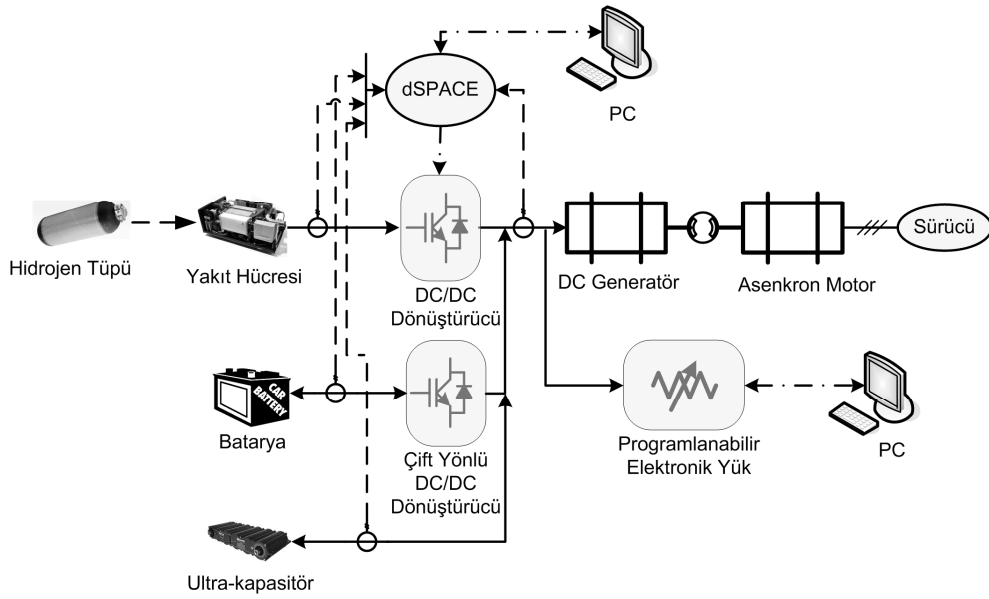 dSPACE
PC
Hidrojen Tüpü
Yakıt Hücresi
DC/DC
Dönüştürücü
DC Generatör
Asenkron Motor
Sürücü
CAR
BATTERY
Batarya
Çift Yönlü
DC/DC
Dönüştürücü
Programlanabilir
Elektronik Yük
PC
Ultra-kapasitör